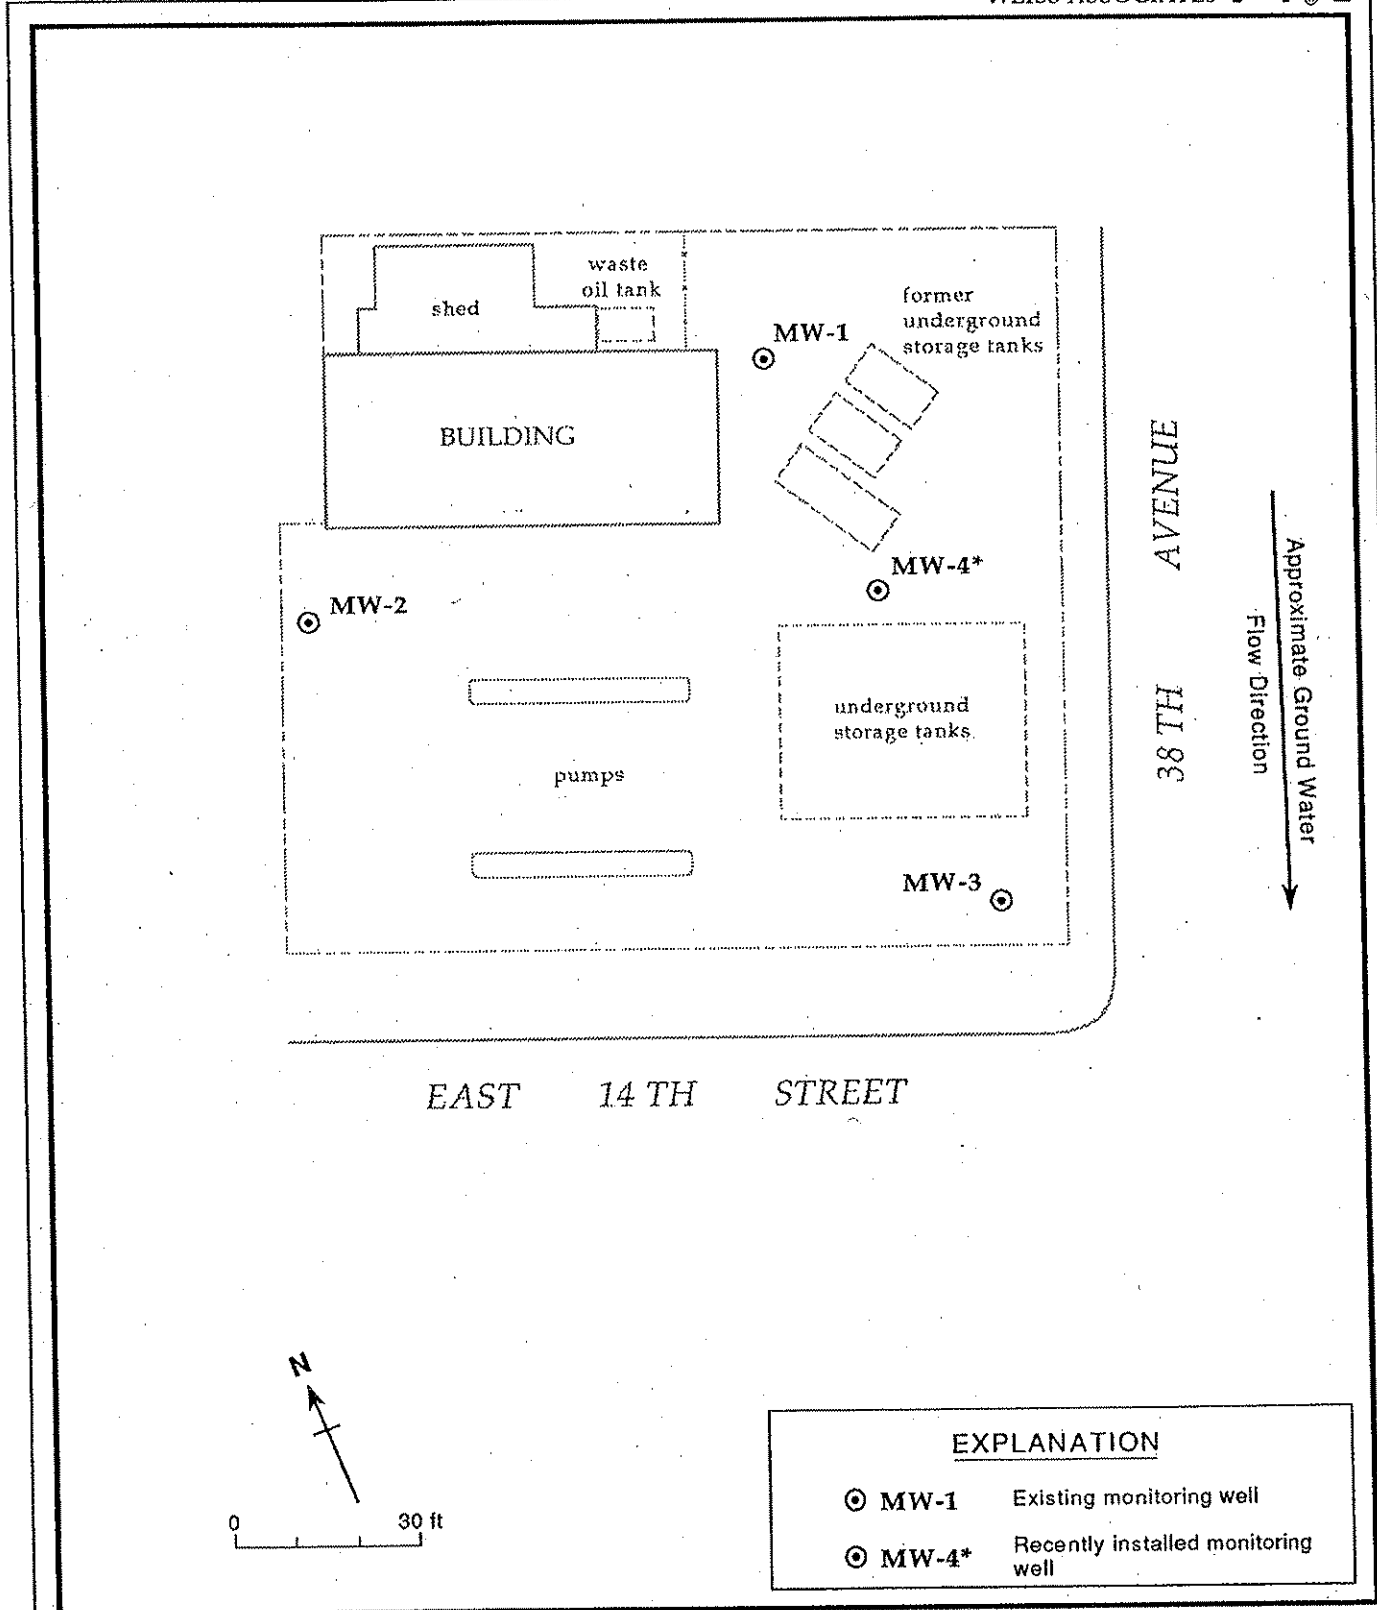 WEISS ASSOCIATES
waste
oil tank
shed
former
underground
storage tanks
MW-1
BUILDING
MW-4*
MW-2
underground
storage tanks
pumps
MW-3
38 TH AVENUE
Approximate Ground Water
Flow Direction
EAST 14 TH STREET
N
0 30 ft
EXPLANATION
MW-1 Existing monitoring well
MW-4* Recently installed monitoring
well